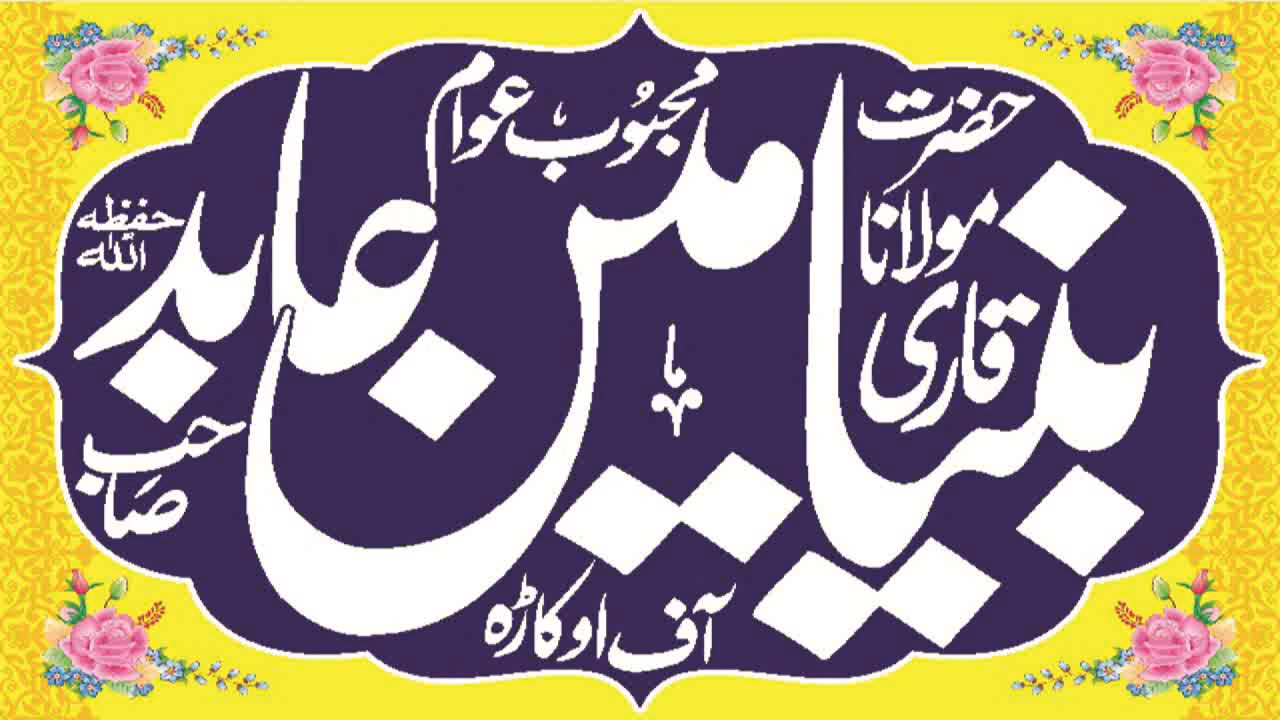 محبوب عوام
حضرت
مولانا
قاری
بنیامین عابد
حفظہ
اللہ
صاحب
آف اوکاڑہ